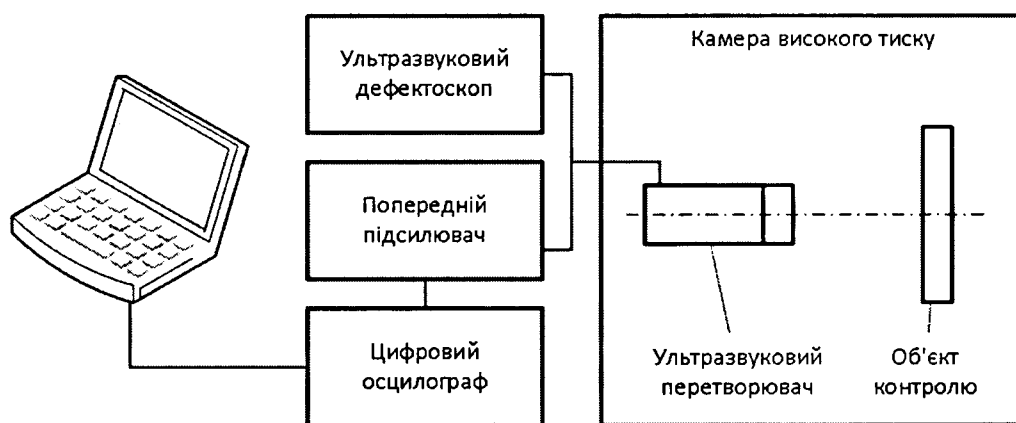 Ультразвуковий
дефектоскоп
Попередній
підсилювач
Цифровий
осцилограф
Камера високого тиску
Ультразвуковий
перетворювач
Об'єкт
контролю